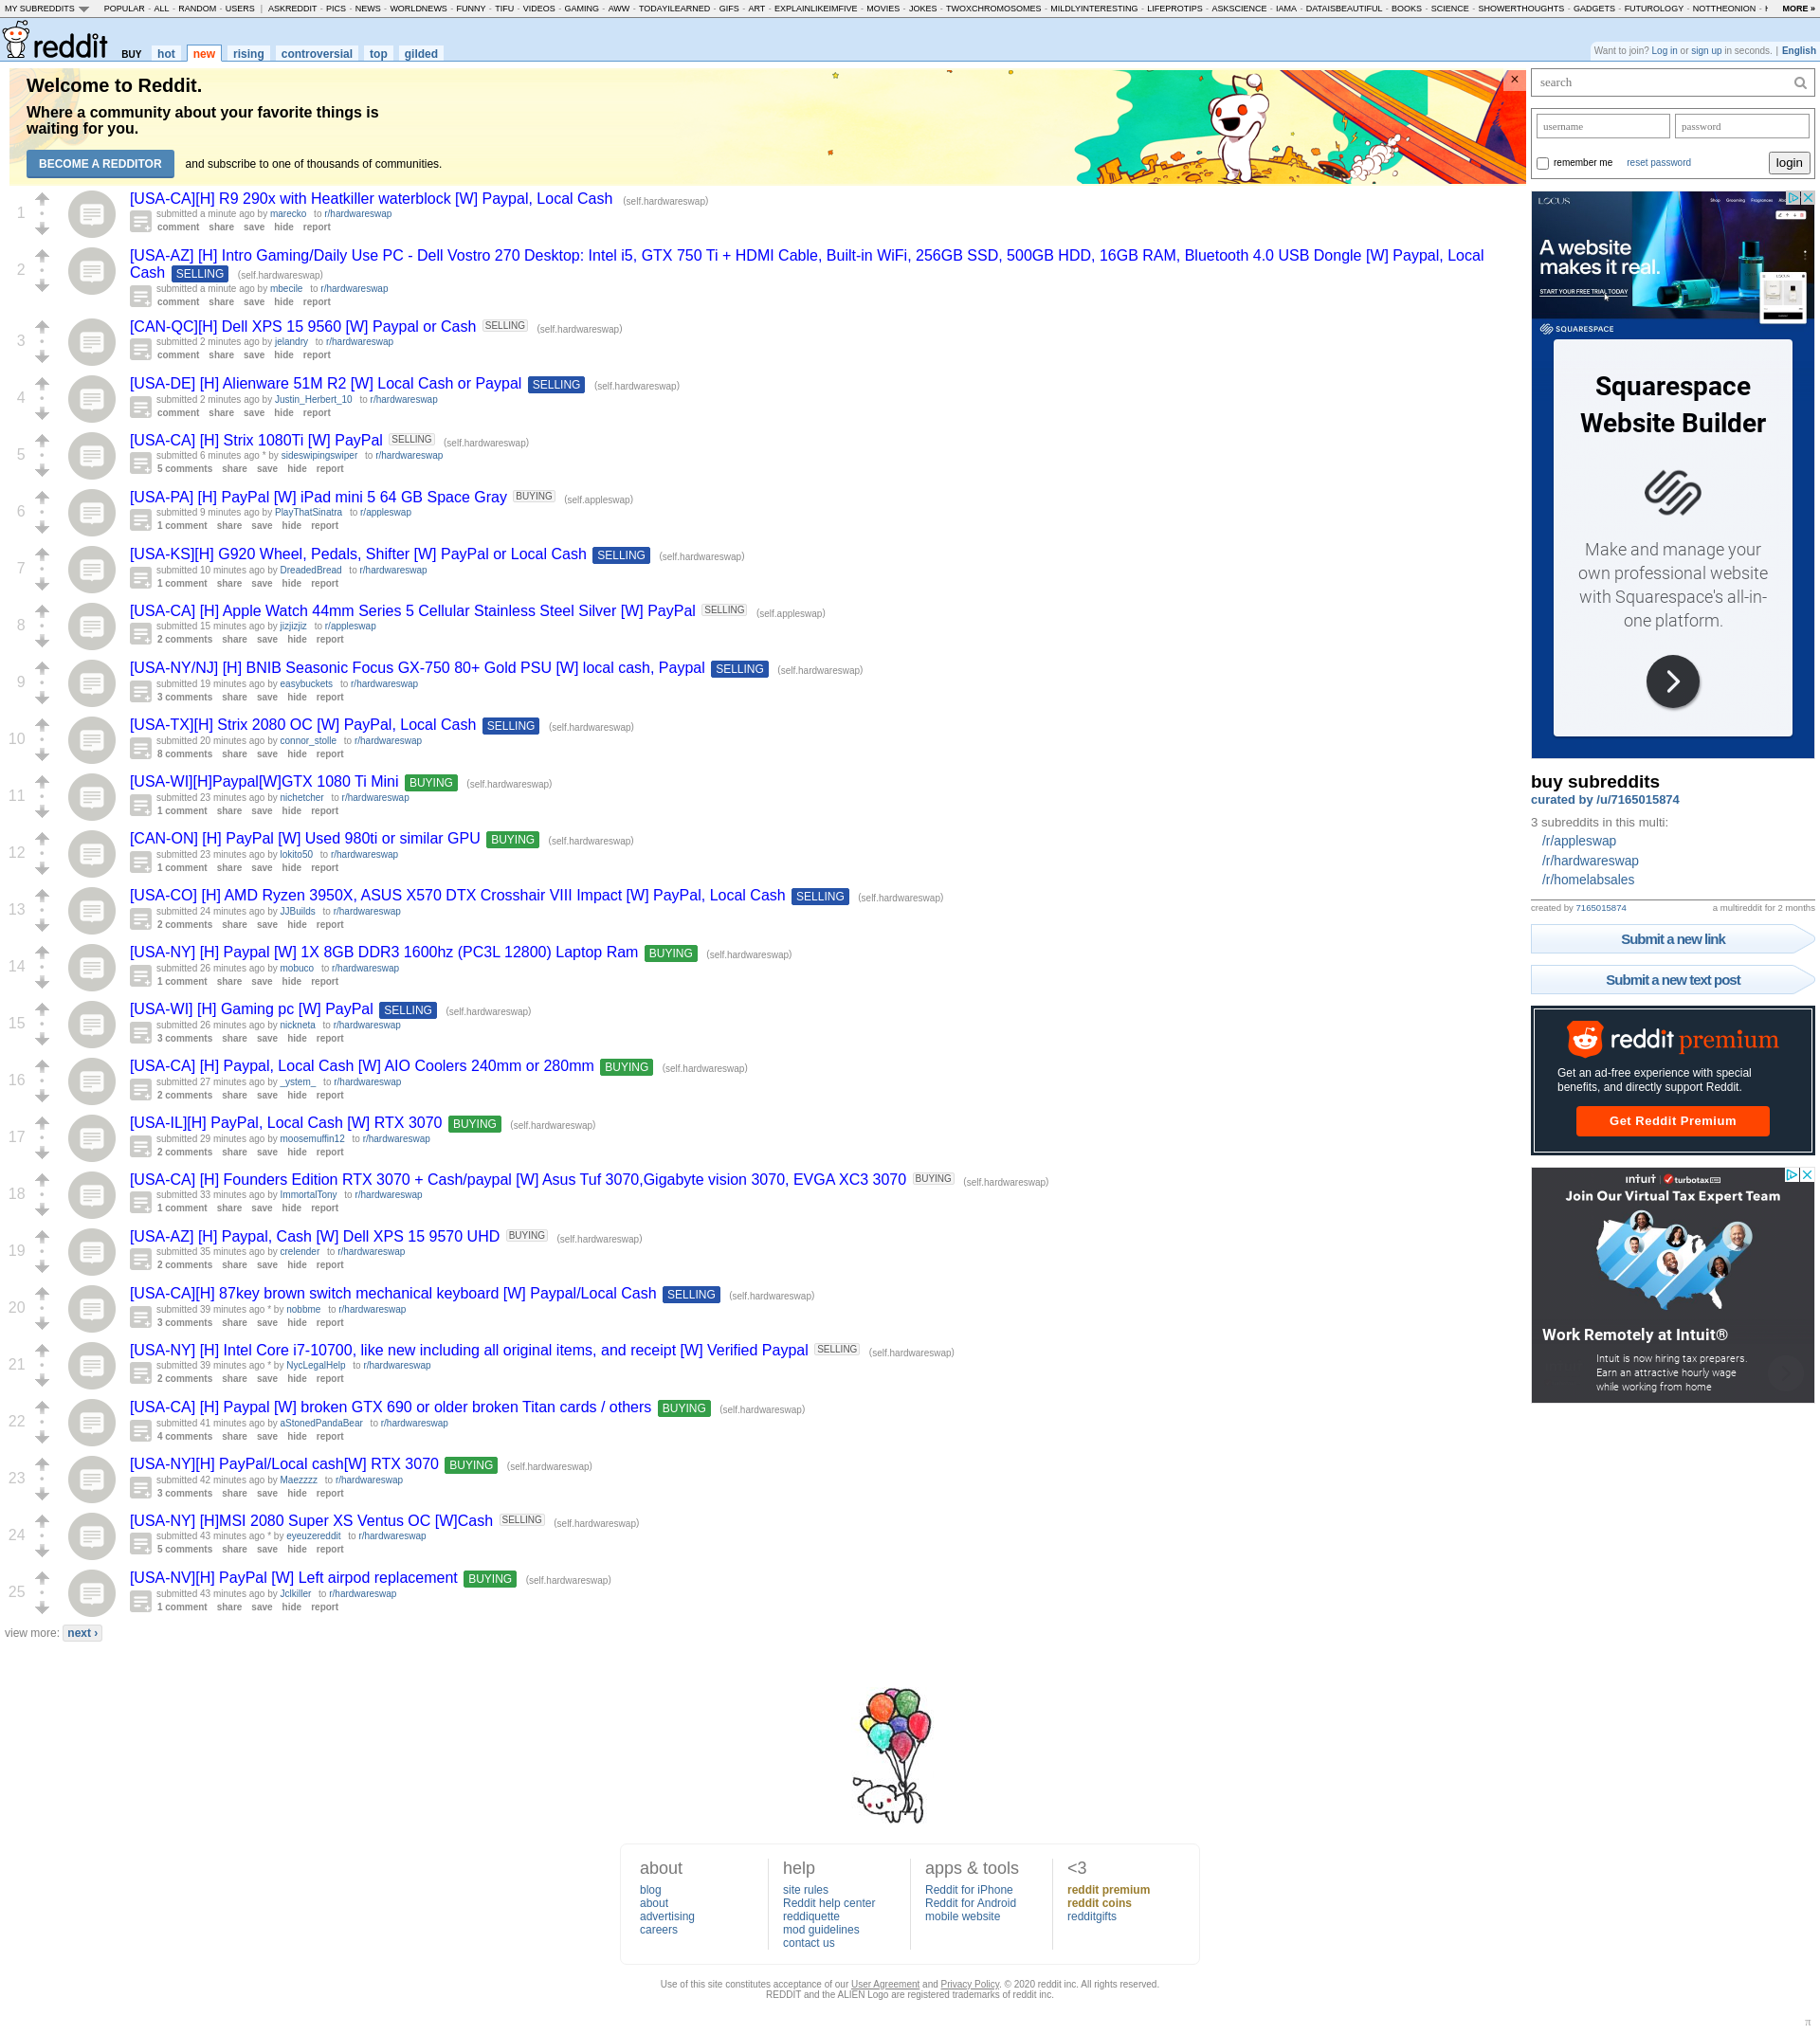 MY SUBREDDITS POPULAR - ALL - RANDOM - USERS | ASKREDDIT - PICS - NEWS - WORLDNEWS - FUNNY - TIFU - VIDEOS - GAMING - AWW - TODAYILEARNED - GIFS - ART - EXPLAINLIKEIMFIVE - MOVIES - JOKES - TWOXCHROMOSOMES - MILDLYINTERESTING - LIFEPROTIPS - ASKSCIENCE - IAMA - DATAISBEAUTIFUL - BOOKS - SCIENCE - SHOWERTHOUGHTS - GADGETS - FUTUROLOGY - NOTTHEONION - MORE »
reddit BUY hot new rising controversial top gilded
Want to join? Log in or sign up in seconds. | English
Welcome to Reddit.
Where a community about your favorite things is
waiting for you.
BECOME A REDDITOR and subscribe to one of thousands of communities.
×
1
[USA-CA][H] R9 290x with Heatkiller waterblock [W] Paypal, Local Cash (self.hardwareswap)
submitted a minute ago by marecko to r/hardwareswap
comment share save hide report
2
[USA-AZ] [H] Intro Gaming/Daily Use PC - Dell Vostro 270 Desktop: Intel i5, GTX 750 Ti + HDMI Cable, Built-in WiFi, 256GB SSD, 500GB HDD, 16GB RAM, Bluetooth 4.0 USB Dongle [W] Paypal, Local
Cash SELLING (self.hardwareswap)
submitted a minute ago by mbecile to r/hardwareswap
comment share save hide report
3
[CAN-QC][H] Dell XPS 15 9560 [W] Paypal or Cash SELLING (self.hardwareswap)
submitted 2 minutes ago by jelandry to r/hardwareswap
comment share save hide report
4
[USA-DE] [H] Alienware 51M R2 [W] Local Cash or Paypal SELLING (self.hardwareswap)
submitted 2 minutes ago by Justin_Herbert_10 to r/hardwareswap
comment share save hide report
5
[USA-CA] [H] Strix 1080Ti [W] PayPal SELLING (self.hardwareswap)
submitted 6 minutes ago * by sideswipingswiper to r/hardwareswap
5 comments share save hide report
6
[USA-PA] [H] PayPal [W] iPad mini 5 64 GB Space Gray BUYING (self.appleswap)
submitted 9 minutes ago by PlayThatSinatra to r/appleswap
1 comment share save hide report
7
[USA-KS][H] G920 Wheel, Pedals, Shifter [W] PayPal or Local Cash SELLING (self.hardwareswap)
submitted 10 minutes ago by DreadedBread to r/hardwareswap
1 comment share save hide report
8
[USA-CA] [H] Apple Watch 44mm Series 5 Cellular Stainless Steel Silver [W] PayPal SELLING (self.appleswap)
submitted 15 minutes ago by jizjizjiz to r/appleswap
2 comments share save hide report
9
[USA-NY/NJ] [H] BNIB Seasonic Focus GX-750 80+ Gold PSU [W] local cash, Paypal SELLING (self.hardwareswap)
submitted 19 minutes ago by easybuckets to r/hardwareswap
3 comments share save hide report
10
[USA-TX][H] Strix 2080 OC [W] PayPal, Local Cash SELLING (self.hardwareswap)
submitted 20 minutes ago by connor_stolle to r/hardwareswap
8 comments share save hide report
11
[USA-WI][H]Paypal[W]GTX 1080 Ti Mini BUYING (self.hardwareswap)
submitted 23 minutes ago by nichetcher to r/hardwareswap
1 comment share save hide report
12
[CAN-ON] [H] PayPal [W] Used 980ti or similar GPU BUYING (self.hardwareswap)
submitted 23 minutes ago by lokito50 to r/hardwareswap
1 comment share save hide report
13
[USA-CO] [H] AMD Ryzen 3950X, ASUS X570 DTX Crosshair VIII Impact [W] PayPal, Local Cash SELLING (self.hardwareswap)
submitted 24 minutes ago by JJBuilds to r/hardwareswap
2 comments share save hide report
14
[USA-NY] [H] Paypal [W] 1X 8GB DDR3 1600hz (PC3L 12800) Laptop Ram BUYING (self.hardwareswap)
submitted 26 minutes ago by mobuco to r/hardwareswap
1 comment share save hide report
15
[USA-WI] [H] Gaming pc [W] PayPal SELLING (self.hardwareswap)
submitted 26 minutes ago by nickneta to r/hardwareswap
3 comments share save hide report
16
[USA-CA] [H] Paypal, Local Cash [W] AIO Coolers 240mm or 280mm BUYING (self.hardwareswap)
submitted 27 minutes ago by _ystem_ to r/hardwareswap
2 comments share save hide report
17
[USA-IL][H] PayPal, Local Cash [W] RTX 3070 BUYING (self.hardwareswap)
submitted 29 minutes ago by moosemuffin12 to r/hardwareswap
2 comments share save hide report
18
[USA-CA] [H] Founders Edition RTX 3070 + Cash/paypal [W] Asus Tuf 3070,Gigabyte vision 3070, EVGA XC3 3070 BUYING (self.hardwareswap)
submitted 33 minutes ago by ImmortalTony to r/hardwareswap
1 comment share save hide report
19
[USA-AZ] [H] Paypal, Cash [W] Dell XPS 15 9570 UHD BUYING (self.hardwareswap)
submitted 35 minutes ago by crelender to r/hardwareswap
2 comments share save hide report
20
[USA-CA][H] 87key brown switch mechanical keyboard [W] Paypal/Local Cash SELLING (self.hardwareswap)
submitted 39 minutes ago * by nobbme to r/hardwareswap
3 comments share save hide report
21
[USA-NY] [H] Intel Core i7-10700, like new including all original items, and receipt [W] Verified Paypal SELLING (self.hardwareswap)
submitted 39 minutes ago * by NycLegalHelp to r/hardwareswap
2 comments share save hide report
22
[USA-CA] [H] Paypal [W] broken GTX 690 or older broken Titan cards / others BUYING (self.hardwareswap)
submitted 41 minutes ago by aStonedPandaBear to r/hardwareswap
4 comments share save hide report
23
[USA-NY][H] PayPal/Local cash[W] RTX 3070 BUYING (self.hardwareswap)
submitted 42 minutes ago by Maezzzz to r/hardwareswap
3 comments share save hide report
24
[USA-NY] [H]MSI 2080 Super XS Ventus OC [W]Cash SELLING (self.hardwareswap)
submitted 43 minutes ago * by eyeuzereddit to r/hardwareswap
5 comments share save hide report
25
[USA-NV][H] PayPal [W] Left airpod replacement BUYING (self.hardwareswap)
submitted 43 minutes ago by Jclkiller to r/hardwareswap
1 comment share save hide report
view more: next ›
search
username password
remember me reset password login
LOCUS Shop Grooming Fragrances
A website
makes it real.
START YOUR FREE TRIAL TODAY
SQUARESPACE
Squarespace
Website Builder
Make and manage your
own professional website
with Squarespace's all-in-
one platform.
buy subreddits
curated by /u/7165015874
3 subreddits in this multi:
/r/appleswap
/r/hardwareswap
/r/homelabsales
created by 7165015874 a multireddit for 2 months
Submit a new link
Submit a new text post
reddit premium
Get an ad-free experience with special
benefits, and directly support Reddit.
Get Reddit Premium
intuit turbotax
Join Our Virtual Tax Expert Team
Work Remotely at Intuit®
Intuit is now hiring tax preparers.
Earn an attractive hourly wage
while working from home
about
blog
about
advertising
careers
help
site rules
Reddit help center
reddiquette
mod guidelines
contact us
apps & tools
Reddit for iPhone
Reddit for Android
mobile website
<3
reddit premium
reddit coins
redditgifts
Use of this site constitutes acceptance of our User Agreement and Privacy Policy. © 2020 reddit inc. All rights reserved.
REDDIT and the ALIEN Logo are registered trademarks of reddit inc.
π